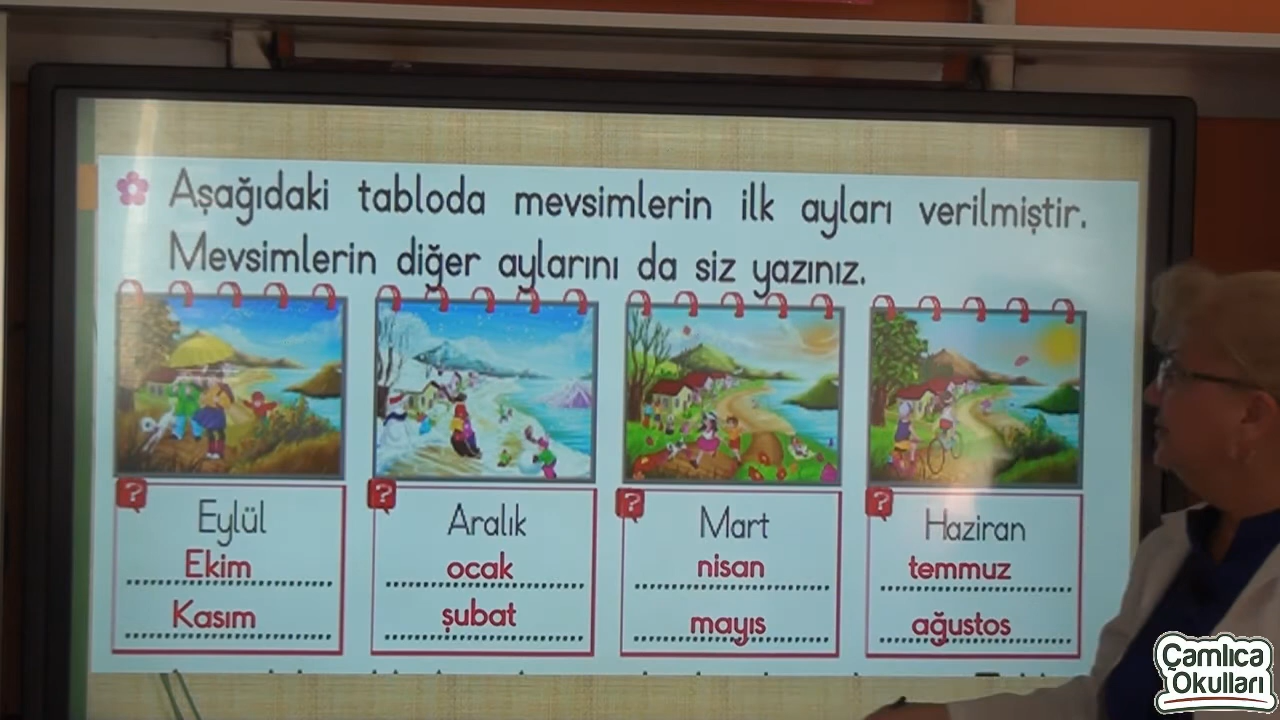 Aşağıdaki tabloda mevsimlerin ilk ayları verilmiştir.
Mevsimlerin diğer aylarını da siz yazınız.
?
Eylül
Ekim
Kasım
?
Aralık
ocak
şubat
?
Mart
nisan
mayıs
?
Haziran
temmuz
ağustos
Çamlıca
Okulları